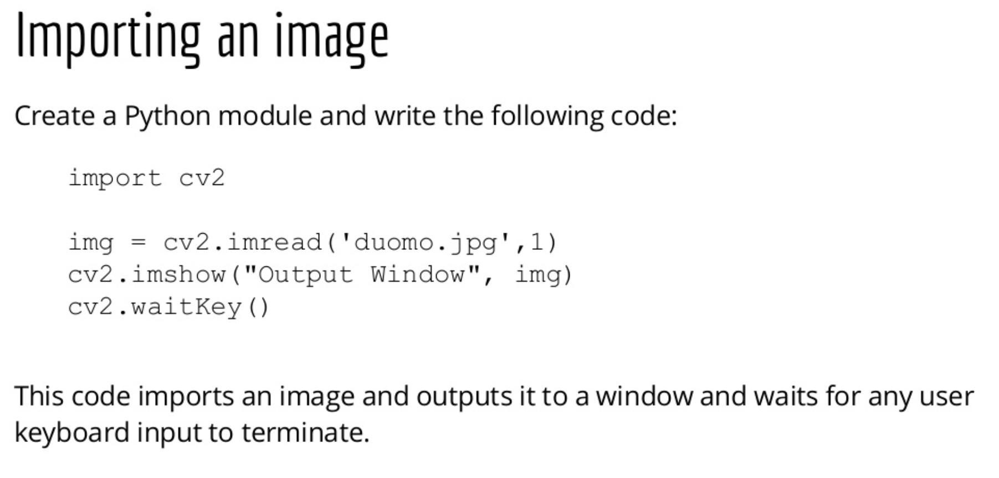 Importing an image
Create a Python module and write the following code:
import cv2
img = cv2.imread('duomo.jpg',1)
cv2.imshow("Output Window", img)
cv2.waitKey()
This code imports an image and outputs it to a window and waits for any user
keyboard input to terminate.